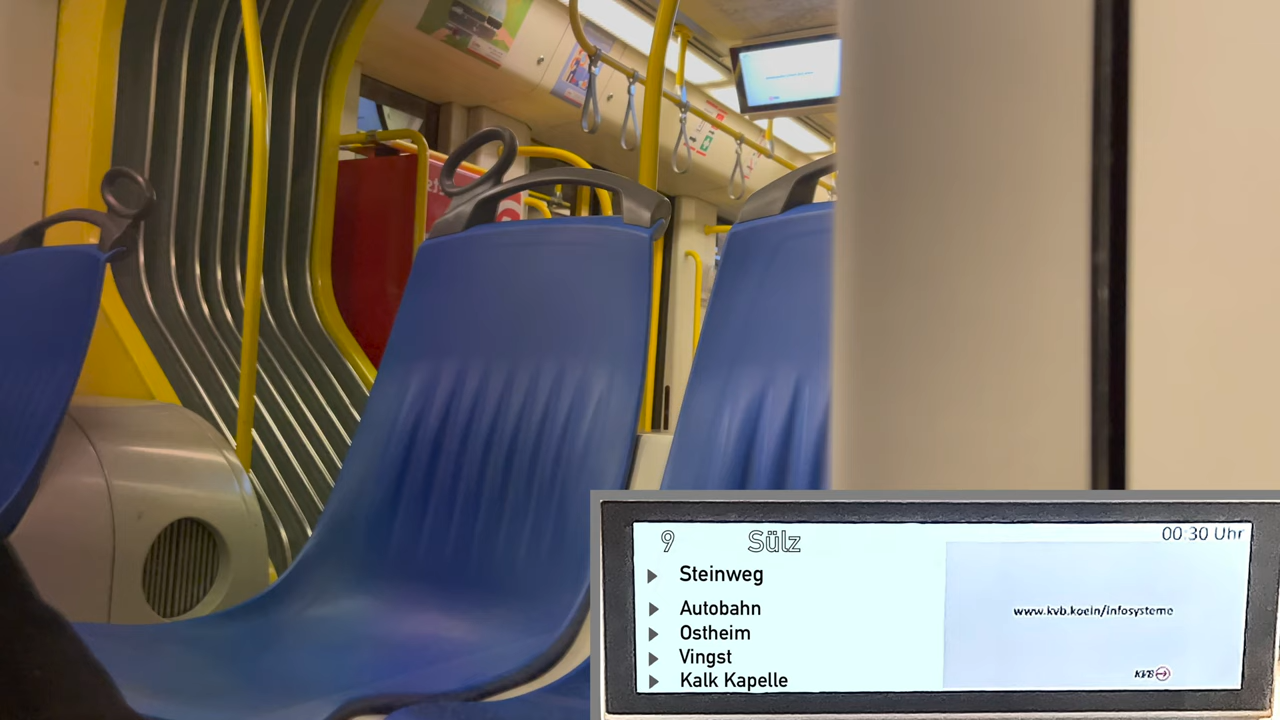 9 Sülz
00:30 Uhr
Steinweg
Autobahn
Ostheim
Vingst
Kalk Kapelle
www.kvb.koeln/infosysteme
KVB